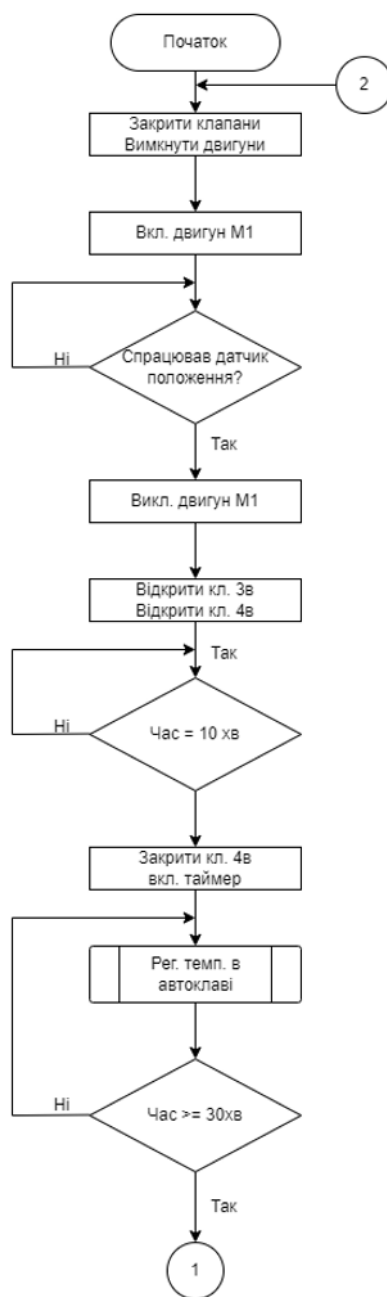 Початок
2
Закрити клапани
Вимкнути двигуни
Вкл. двигун М1
Спрацював датчик
положення?
Ні
Так
Викл. двигун М1
Відкрити кл. 3в
Відкрити кл. 4в
Так
Ні
Час = 10 хв
Закрити кл. 4в
вкл. таймер
Рег. темп. в
автоклаві
Ні
Час >= 30хв
Так
1